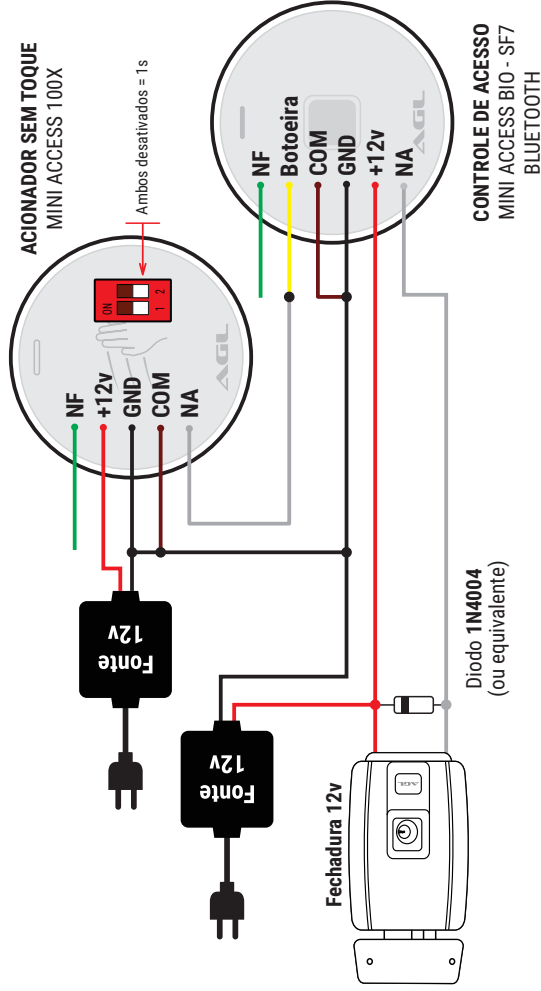 ACIONADOR SEM TOQUE
MINI ACCESS 100X
Ambos desativados = 1s
ON
1 2
AGL
NF
+12v
GND
COM
NA
Fonte
12v
CONTROLE DE ACESSO
MINI ACCESS BIO - SF7
BLUETOOTH
AGL
NF
Botoeira
COM
GND
+12v
NA
Fonte
12v
Fechadura 12v
AGL
Diodo 1N4004
(ou equivalente)